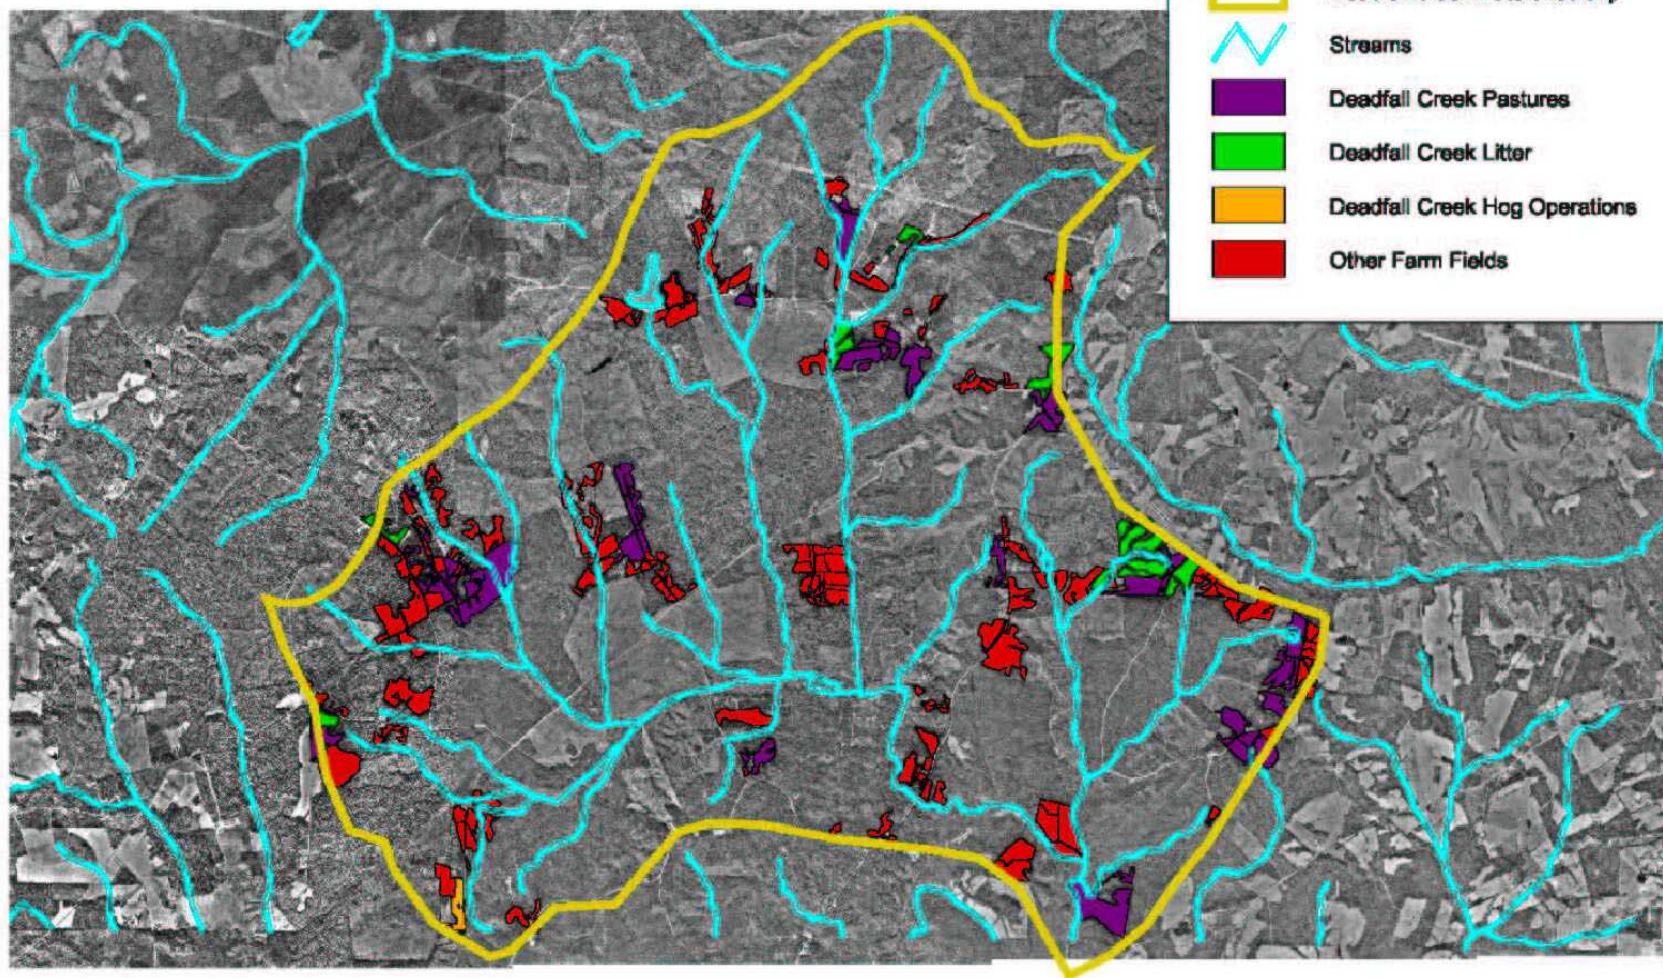 Streams
Deadfall Creek Pastures
Deadfall Creek Litter
Deadfall Creek Hog Operations
Other Farm Fields